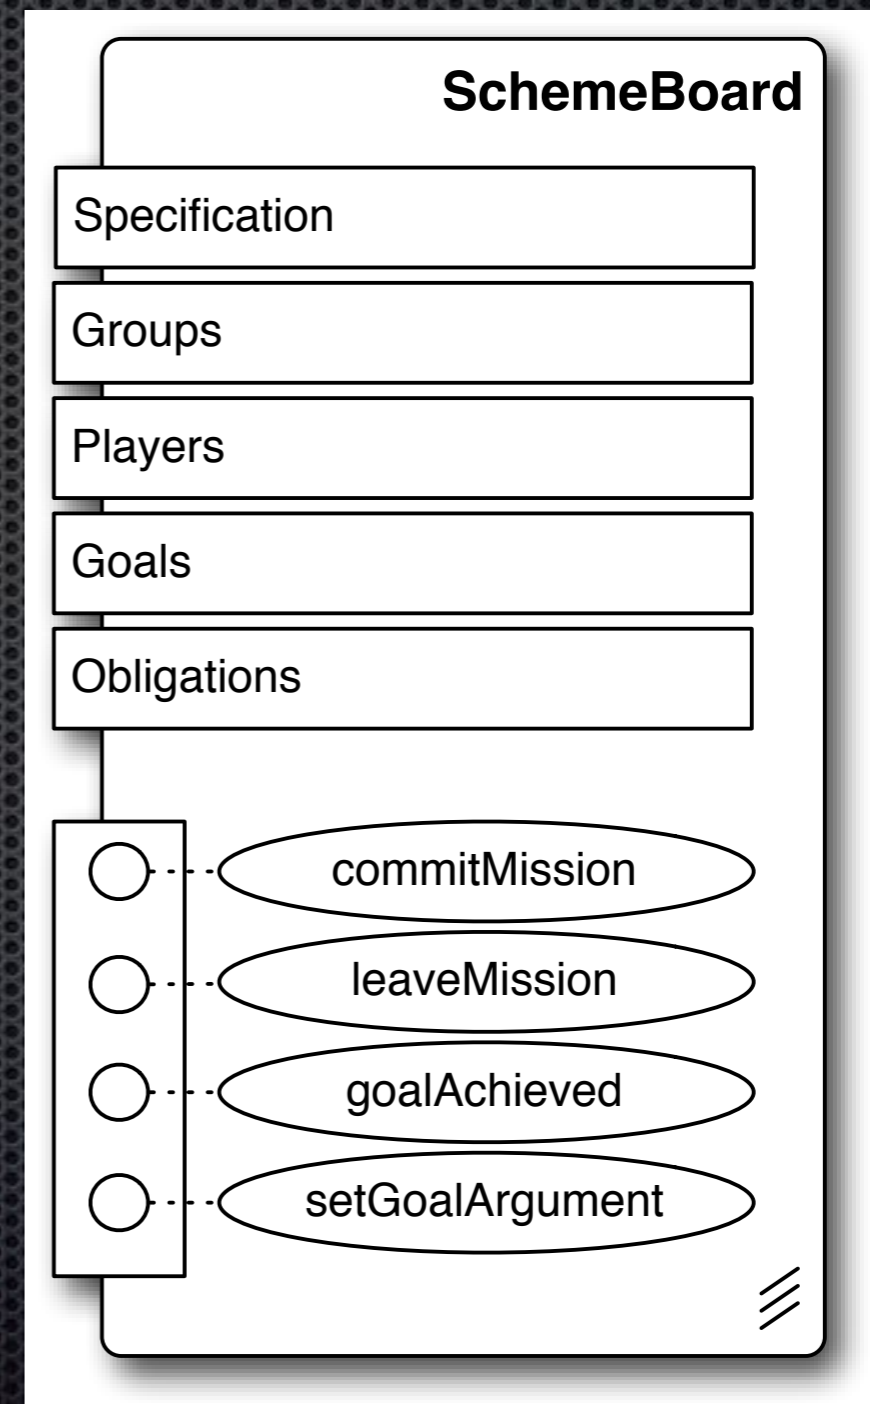 SchemeBoard
Specification
Groups
Players
Goals
Obligations
commitMission
leaveMission
goalAchieved
setGoalArgument